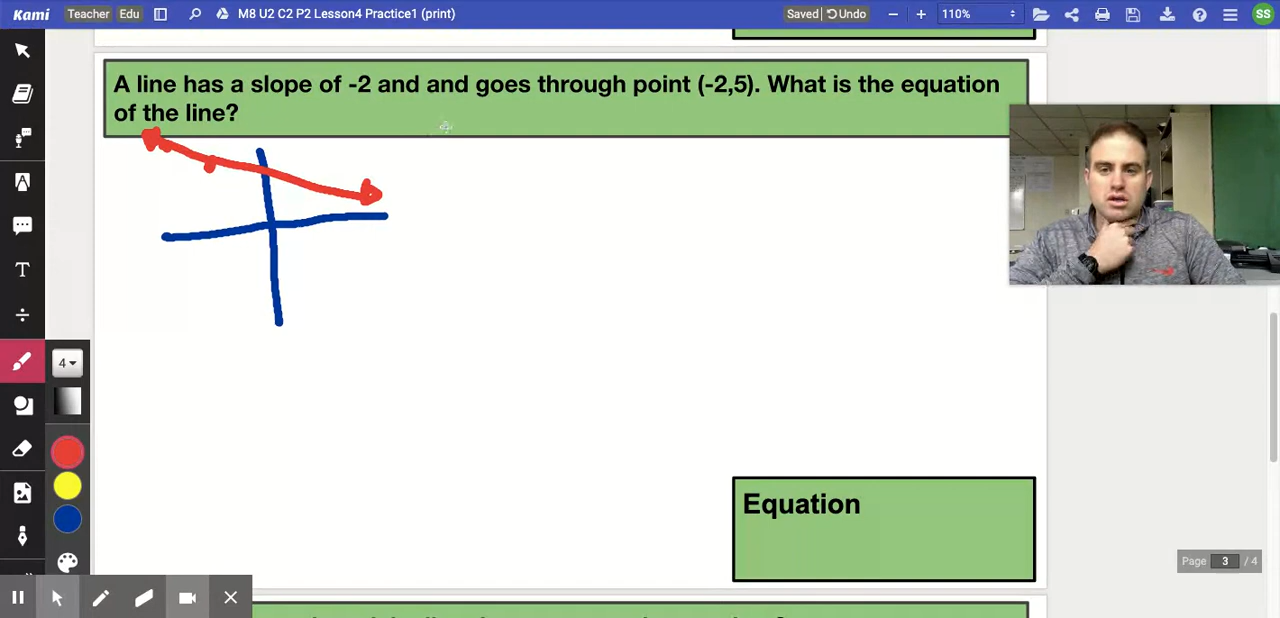 Kami Teacher Edu M8 U2 C2 P2 Lesson4 Practice1 (print) Saved Undo 110% SS
A line has a slope of -2 and and goes through point (-2,5). What is the equation
of the line?
T
4
Equation
Page 3 / 4